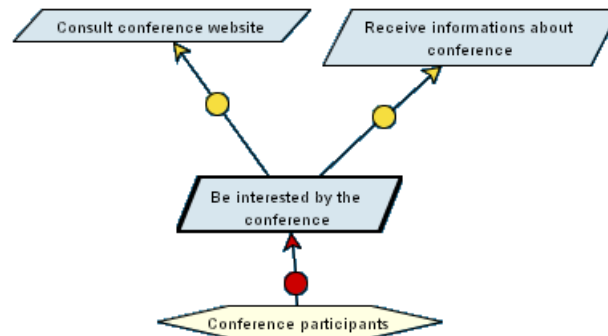 Consult conference website
Receive informations about
conference
Be interested by the
conference
Conference participants